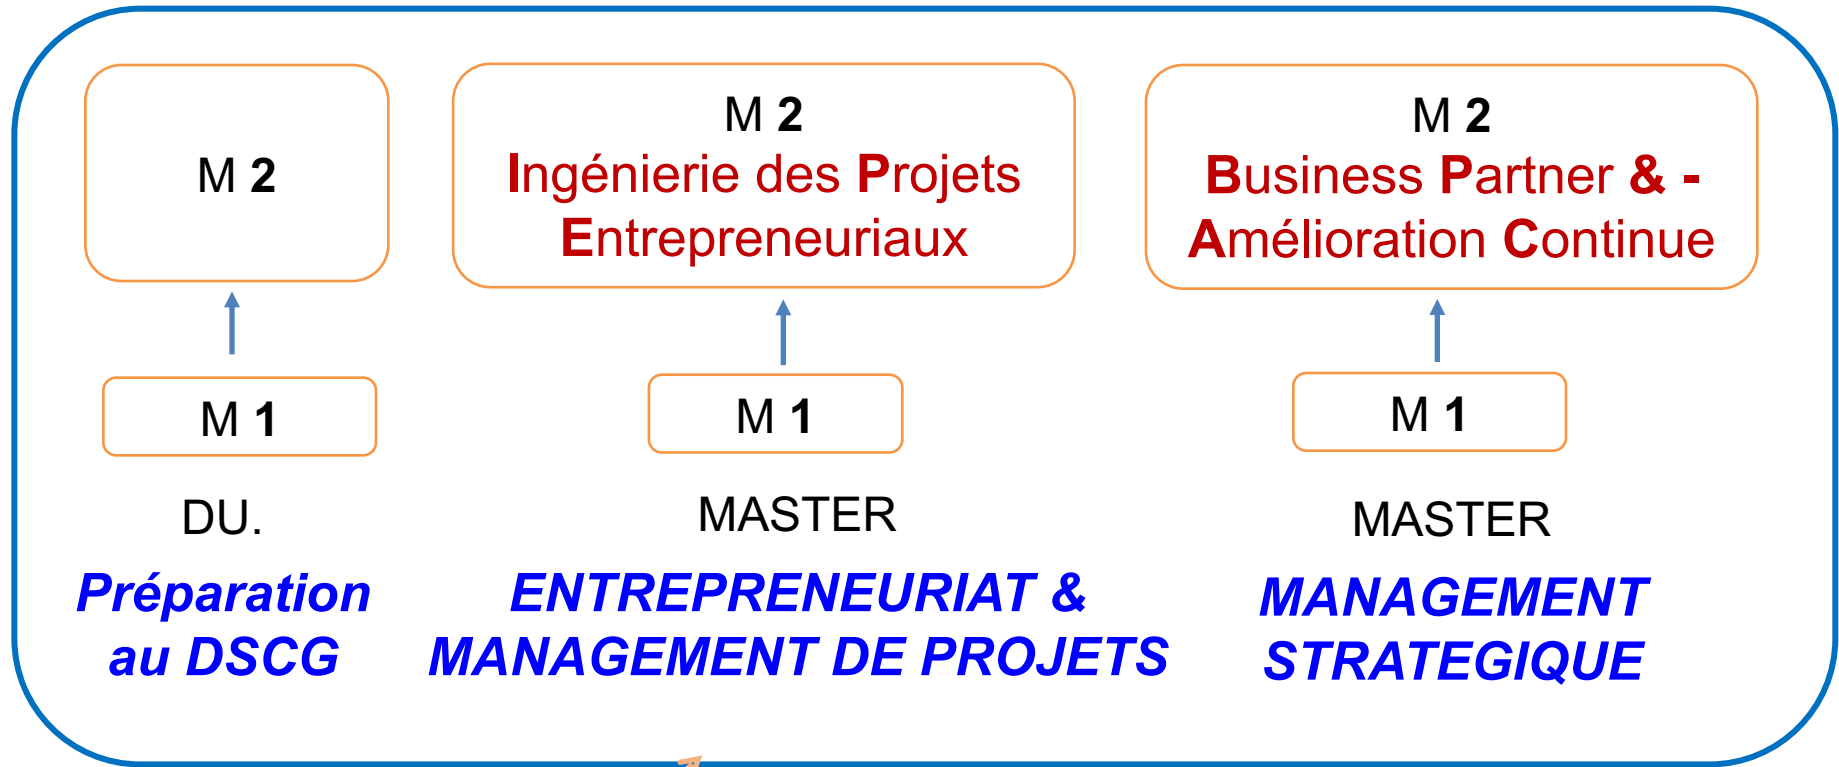 M 2
M 1
DU.
Préparation
au DSCG
M 2
Ingénierie des Projets
Entrepreneuriaux
M 1
MASTER
ENTREPRENEURIAT &
MANAGEMENT DE PROJETS
M 2
Business Partner & -
Amélioration Continue
M 1
MASTER
MANAGEMENT
STRATEGIQUE